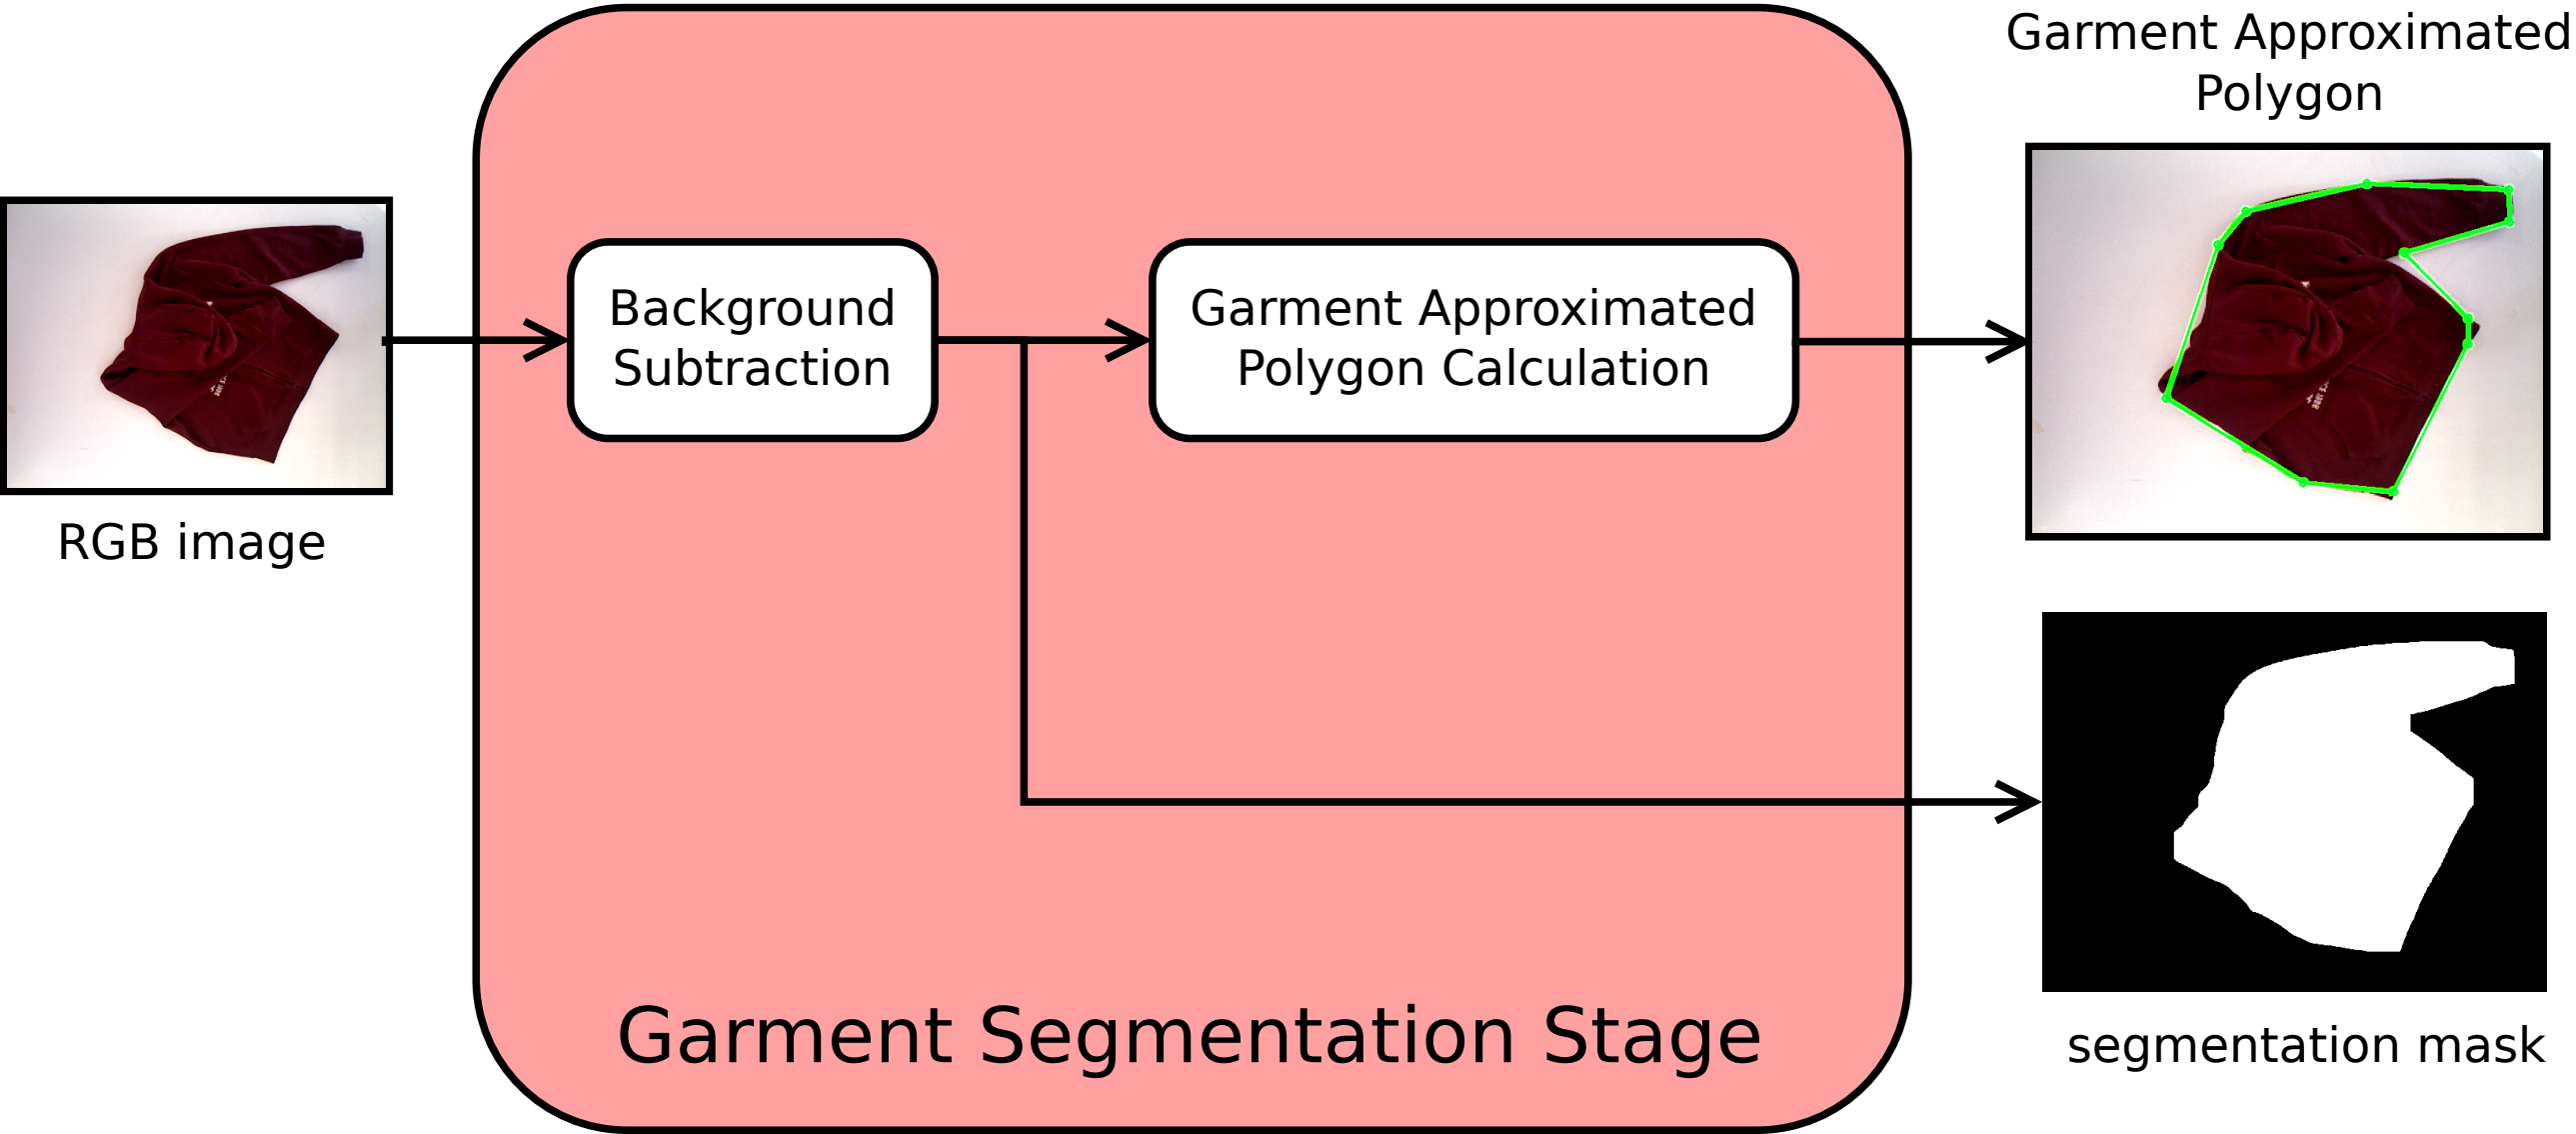 Garment Approximated
Polygon
RGB image
Background
Subtraction
Garment Approximated
Polygon Calculation
Garment Segmentation Stage
segmentation mask